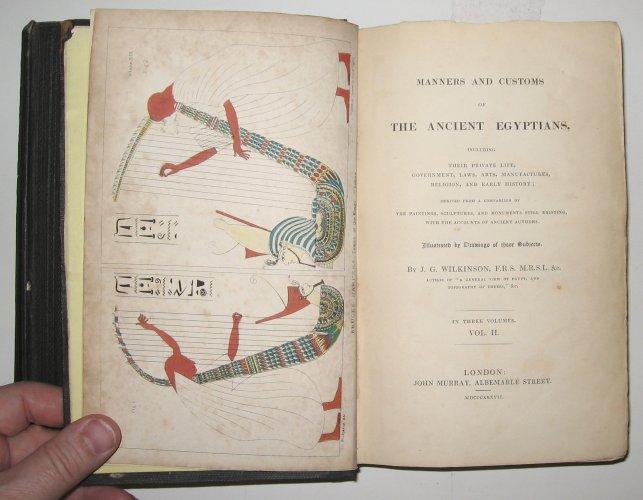 MANNERS AND CUSTOMS
OF
THE ANCIENT EGYPTIANS,
INCLUDING
THEIR PRIVATE LIFE,
GOVERNMENT, LAWS, ARTS, MANUFACTURES,
RELIGION, AND EARLY HISTORY;
DERIVED FROM A COMPARISON OF
THE PAINTINGS, SCULPTURES, AND MONUMENTS STILL EXISTING,
WITH THE ACCOUNTS OF ANCIENT AUTHORS.
Illustrated by Drawings of those Subjects.
By J. G. WILKINSON, F.R.S. M.R.S.L. &c.
AUTHOR OF "A GENERAL VIEW OF EGYPT, AND
TOPOGRAPHY OF THEBES," &c.
IN THREE VOLUMES.
VOL. II.
LONDON:
JOHN MURRAY, ALBEMARLE STREET.
MDCCCXXXVII.